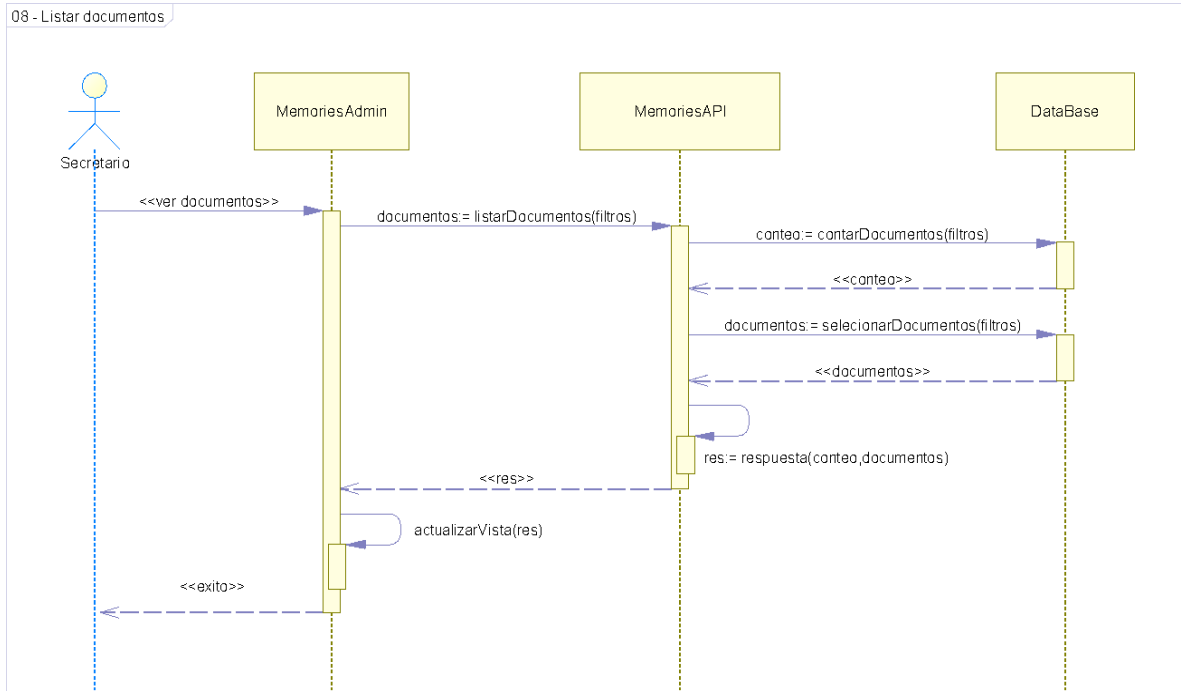 08 - Listar documentos
MemoriesAdmin
MemoriesAPI
DataBase
Secretario
<<ver documentos>>
documentos:= listarDocumentos(filtros)
conteo:= contarDocumentos(filtros)
<<conteo>>
documentos:= selecionarDocumentos(filtros)
<<documentos>>
res:= respuesta(conteo,documentos)
<<res>>
actualizarVista(res)
<<exito>>